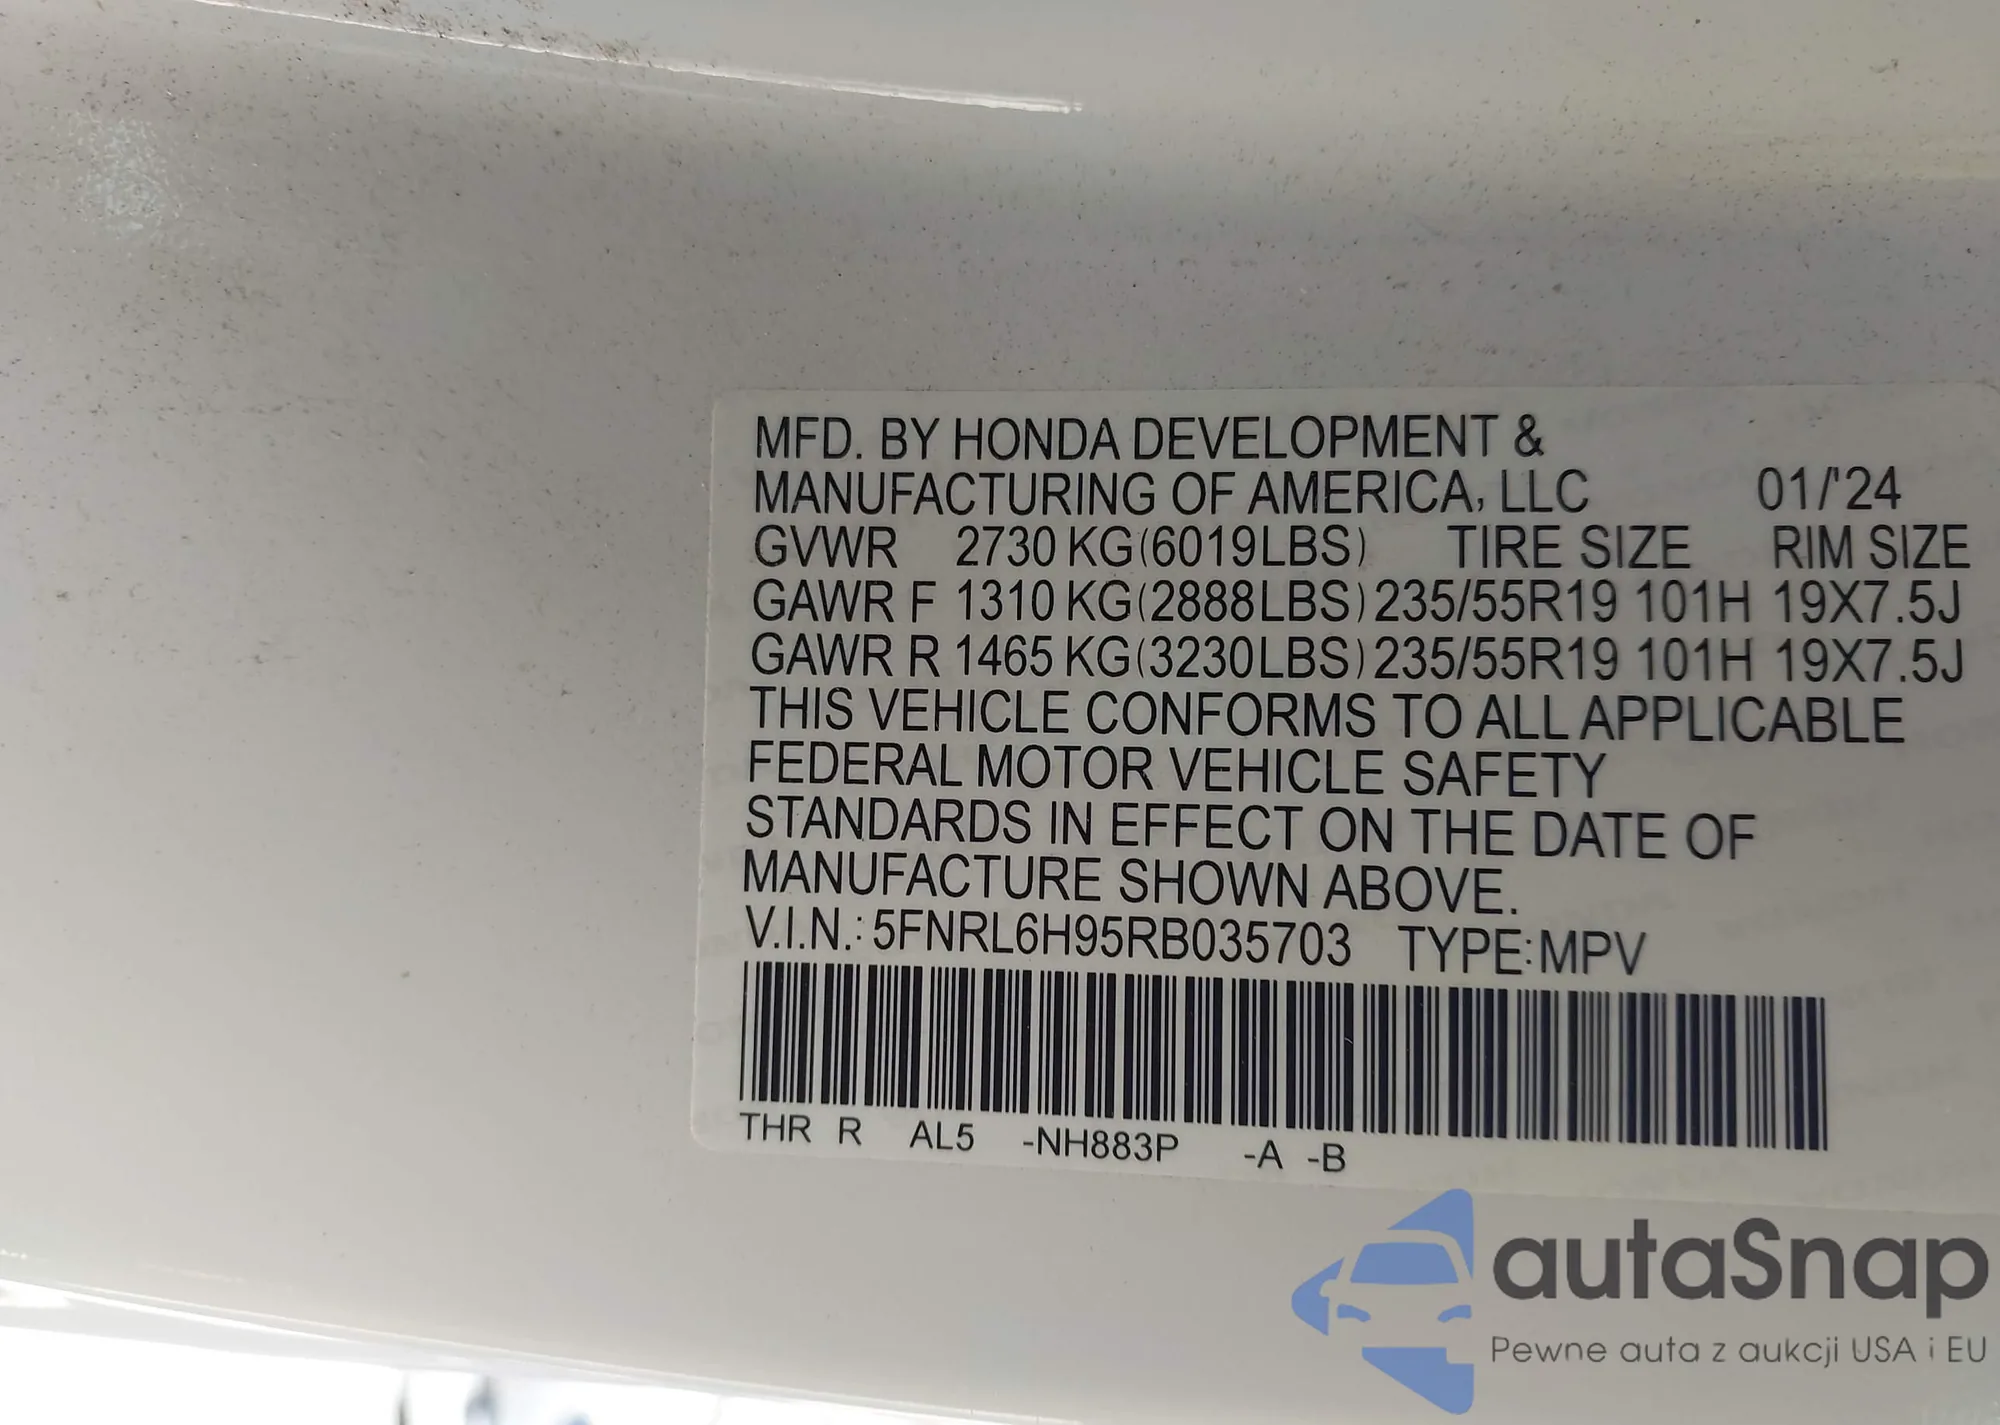 MFD. BY HONDA DEVELOPMENT &
MANUFACTURING OF AMERICA, LLC 01/'24
GVWR 2730 KG(6019LBS) TIRE SIZE RIM SIZE
GAWR F 1310 KG(2888LBS) 235/55R19 101H 19X7.5J
GAWR R 1465 KG(3230LBS) 235/55R19 101H 19X7.5J
THIS VEHICLE CONFORMS TO ALL APPLICABLE
FEDERAL MOTOR VEHICLE SAFETY
STANDARDS IN EFFECT ON THE DATE OF
MANUFACTURE SHOWN ABOVE.
V.I.N.: 5FNRL6H95RB035703 TYPE: MPV
THR R AL5 -NH883P -A -B
autaSnap
Pewne auta z aukcji USA i EU